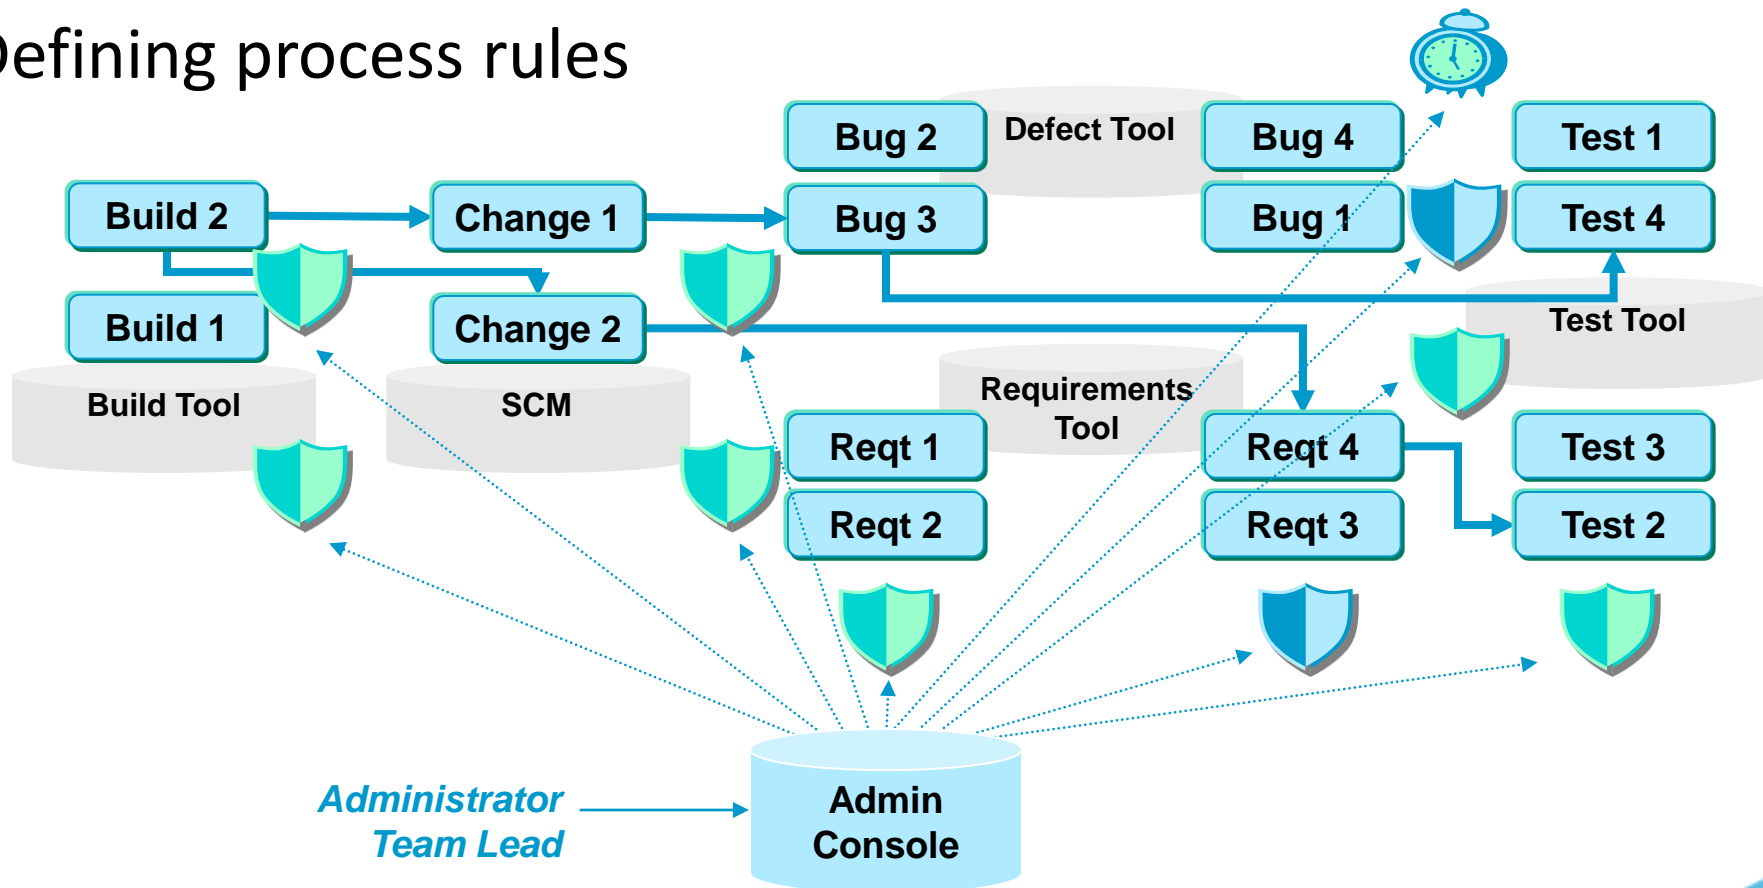 Defining process rules
Bug 2
Defect Tool
Bug 4
Test 1
Build 2
Change 1
Bug 3
Bug 1
Test 4
Build 1
Change 2
Test Tool
Build Tool
SCM
Requirements
Tool
Reqt 1
Reqt 4
Test 3
Reqt 2
Reqt 3
Test 2
Administrator
Team Lead
Admin
Console